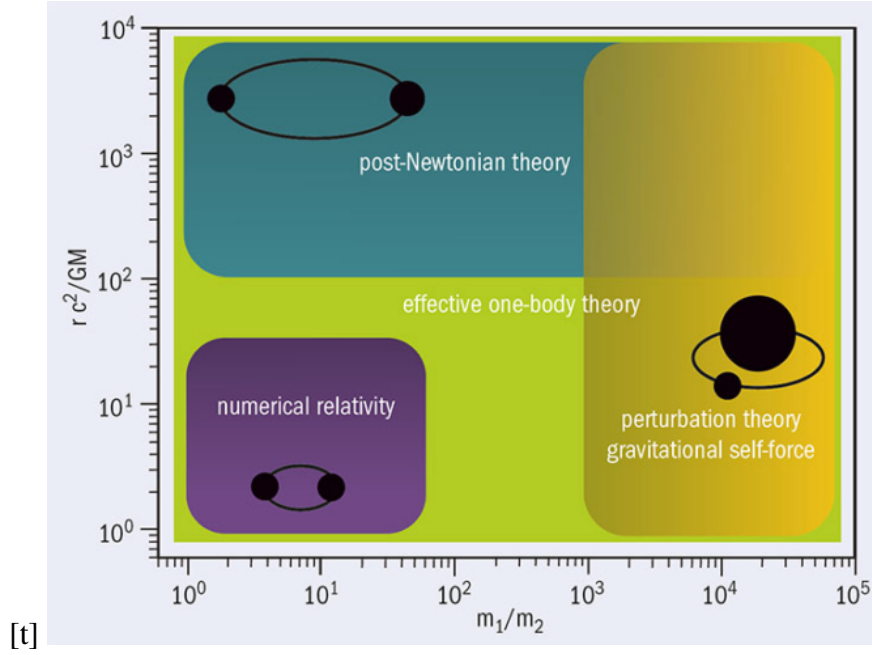 10⁴
10³
10²
10¹
10⁰
r c²/GM
post-Newtonian theory
effective one-body theory
numerical relativity
perturbation theory
gravitational self-force
10⁰ 10¹ 10² 10³ 10⁴ 10⁵
m₁/m₂
[t]